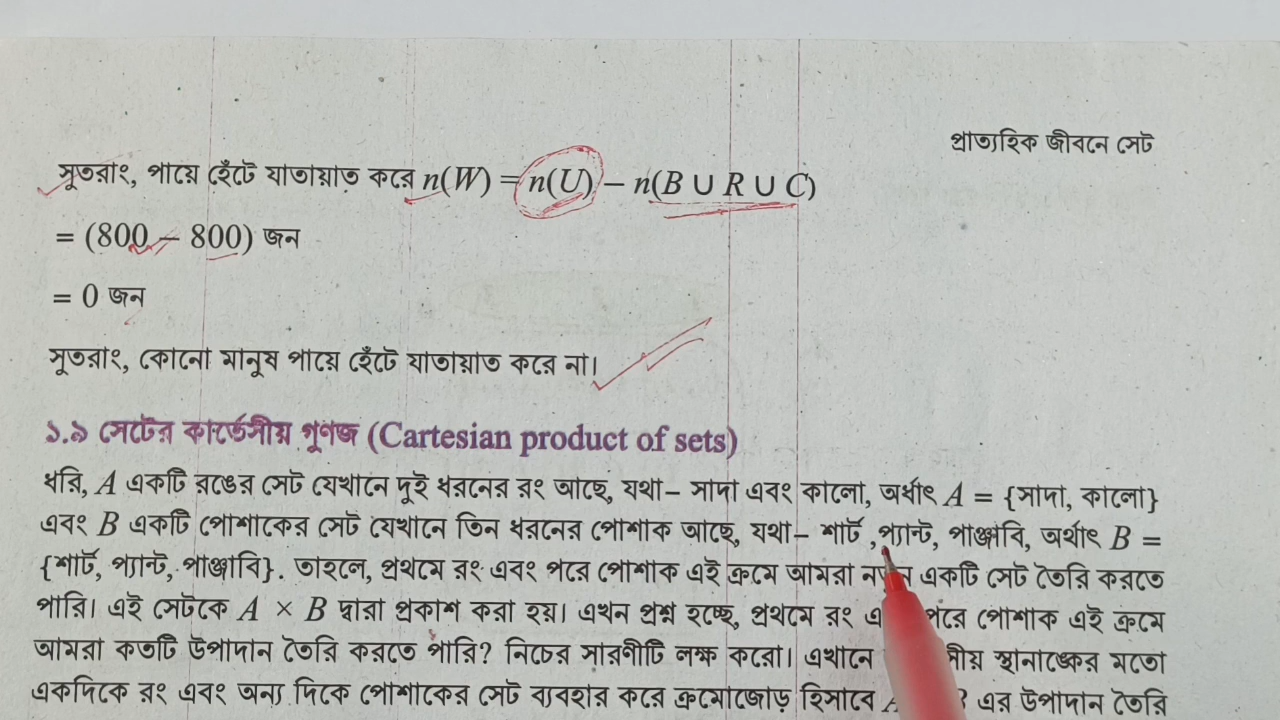 প্রাত্যহিক জীবনে সেট
সুতরাং, পায়ে হেঁটে যাতায়াত করে n(W) = n(U) – n(B ∪ R ∪ C)
= (800 – 800) জন
= 0 জন
সুতরাং, কোনো মানুষ পায়ে হেঁটে যাতায়াত করে না।
১.৯ সেটের কার্তেসীয় গুণজ (Cartesian product of sets)
ধরি, A একটি রঙের সেট যেখানে দুই ধরনের রং আছে, যথা– সাদা এবং কালো, অর্থাৎ A = {সাদা, কালো}
এবং B একটি পোশাকের সেট যেখানে তিন ধরনের পোশাক আছে, যথা– শার্ট ,প্যান্ট, পাঞ্জাবি, অর্থাৎ B =
{শার্ট, প্যান্ট, পাঞ্জাবি}. তাহলে, প্রথমে রং এবং পরে পোশাক এই ক্রমে আমরা একটি সেট তৈরি করতে
পারি। এই সেটকে A × B দ্বারা প্রকাশ করা হয়। এখন প্রশ্ন হচ্ছে, প্রথমে রং পরে পোশাক এই ক্রমে
আমরা কতটি উপাদান তৈরি করতে পারি? নিচের সারণীটি লক্ষ করো। এখানে স্থানাঙ্কের মতো
একদিকে রং এবং অন্য দিকে পোশাকের সেট ব্যবহার করে ক্রমোজোড় হিসাবে এর উপাদান তৈরি